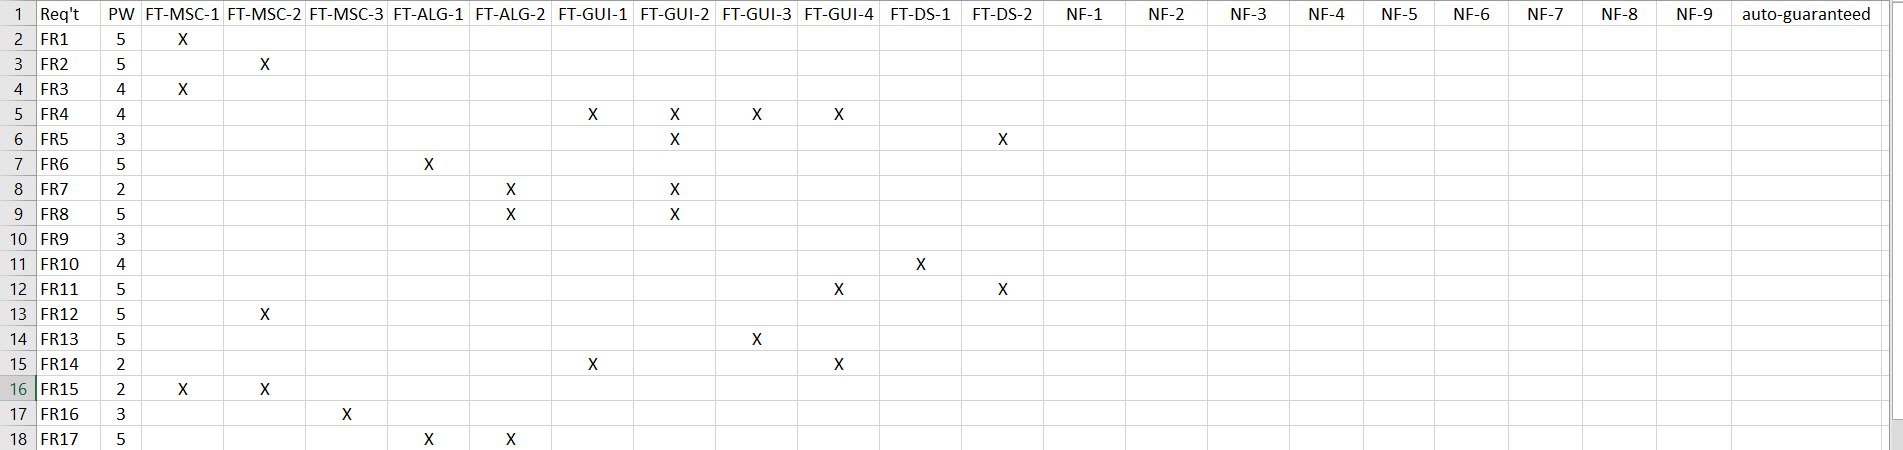 1 Req't PW FT-MSC-1 FT-MSC-2 FT-MSC-3 FT-ALG-1 FT-ALG-2 FT-GUI-1 FT-GUI-2 FT-GUI-3 FT-GUI-4 FT-DS-1 FT-DS-2 NF-1 NF-2 NF-3 NF-4 NF-5 NF-6 NF-7 NF-8 NF-9 auto-guaranteed
2 FR1 5 X
3 FR2 5 X
4 FR3 4 X
5 FR4 4 X X X X
6 FR5 3 X X
7 FR6 5 X
8 FR7 2 X X
9 FR8 5 X X
10 FR9 3
11 FR10 4 X
12 FR11 5 X X
13 FR12 5 X
14 FR13 5 X
15 FR14 2 X X
16 FR15 2 X X
17 FR16 3 X
18 FR17 5 X X